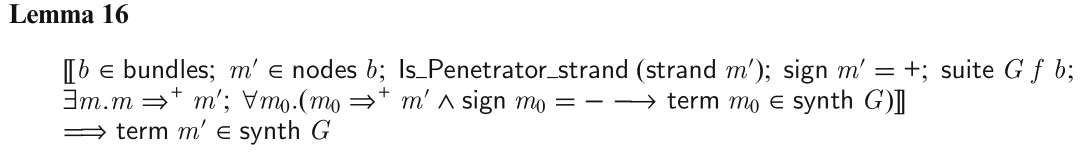 Lemma 16
⟦b ∈ bundles; m′ ∈ nodes b; Is_Penetrator_strand (strand m′); sign m′ = +; suite G f b;
∃m.m ⇒⁺ m′; ∀m₀.(m₀ ⇒⁺ m′ ∧ sign m₀ = − ⟶ term m₀ ∈ synth G)⟧
⟹ term m′ ∈ synth G